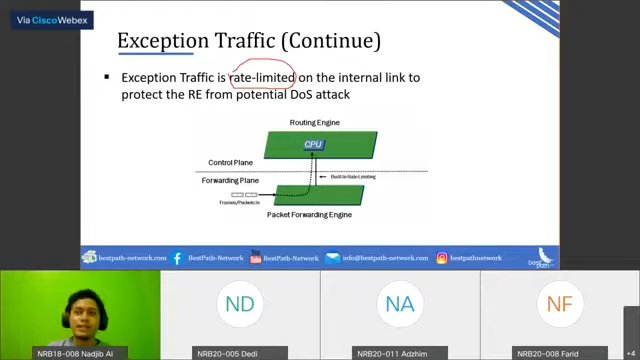 Via Cisco Webex
Exception Traffic (Continue)
▪ Exception Traffic is rate-limited on the internal link to
protect the RE from potential DoS attack
Routing Engine
CPU
Control Plane
Forwarding Plane
Built-In Rate Limiting
Frames/Packets In
Packet Forwarding Engine
bestpath-network.com
BestPath-Network
BestPath-Network
info@bestpath-network.com
bestpathnetwork
best
path
ND
NA
NF
NRB18-008 Nadjib Al
NRB20-005 Dedi
NRB20-011 Adzhim
NRB20-008 Farid
+4